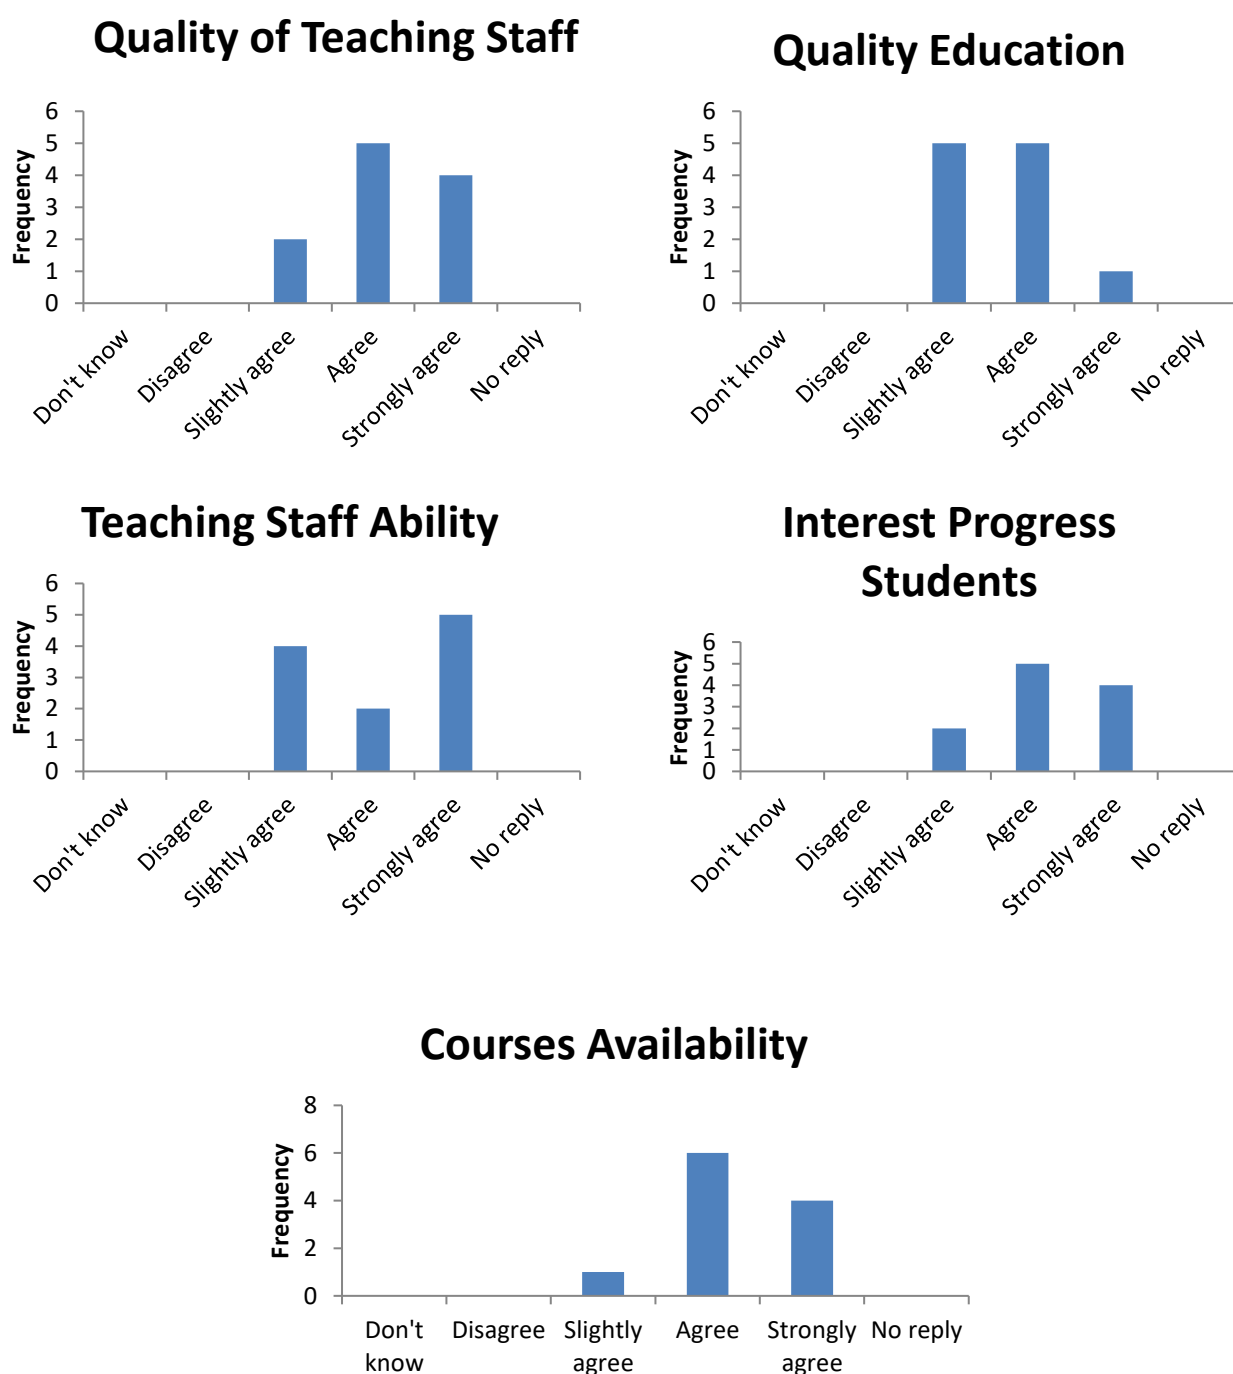 Quality of Teaching Staff
6
5
4
3
2
1
0
Frequency
Don't know
Disagree
Slightly agree
Agree
Strongly agree
No reply
Quality Education
6
5
4
3
2
1
0
Frequency
Don't know
Disagree
Slightly agree
Agree
Strongly agree
No reply
Teaching Staff Ability
6
5
4
3
2
1
0
Frequency
Don't know
Disagree
Slightly agree
Agree
Strongly agree
No reply
Interest Progress
Students
6
5
4
3
2
1
0
Frequency
Don't know
Disagree
Slightly agree
Agree
Strongly agree
No reply
Courses Availability
8
6
4
2
0
Frequency
Don't
know
Disagree
Slightly
agree
Agree
Strongly
agree
No reply